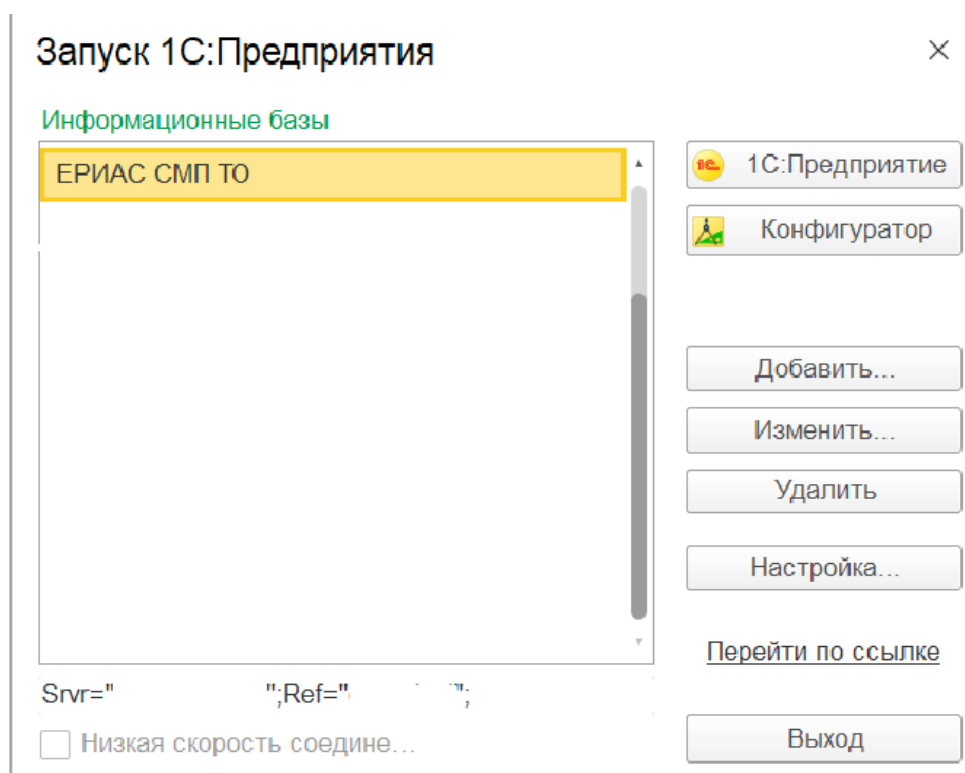 Запуск 1С:Предприятия
Информационные базы
ЕРИАС СМП ТО
1С:Предприятие
Конфигуратор
Добавить...
Изменить...
Удалить
Настройка...
Перейти по ссылке
Srvr=" ";Ref=" ";
Низкая скорость соедине...
Выход